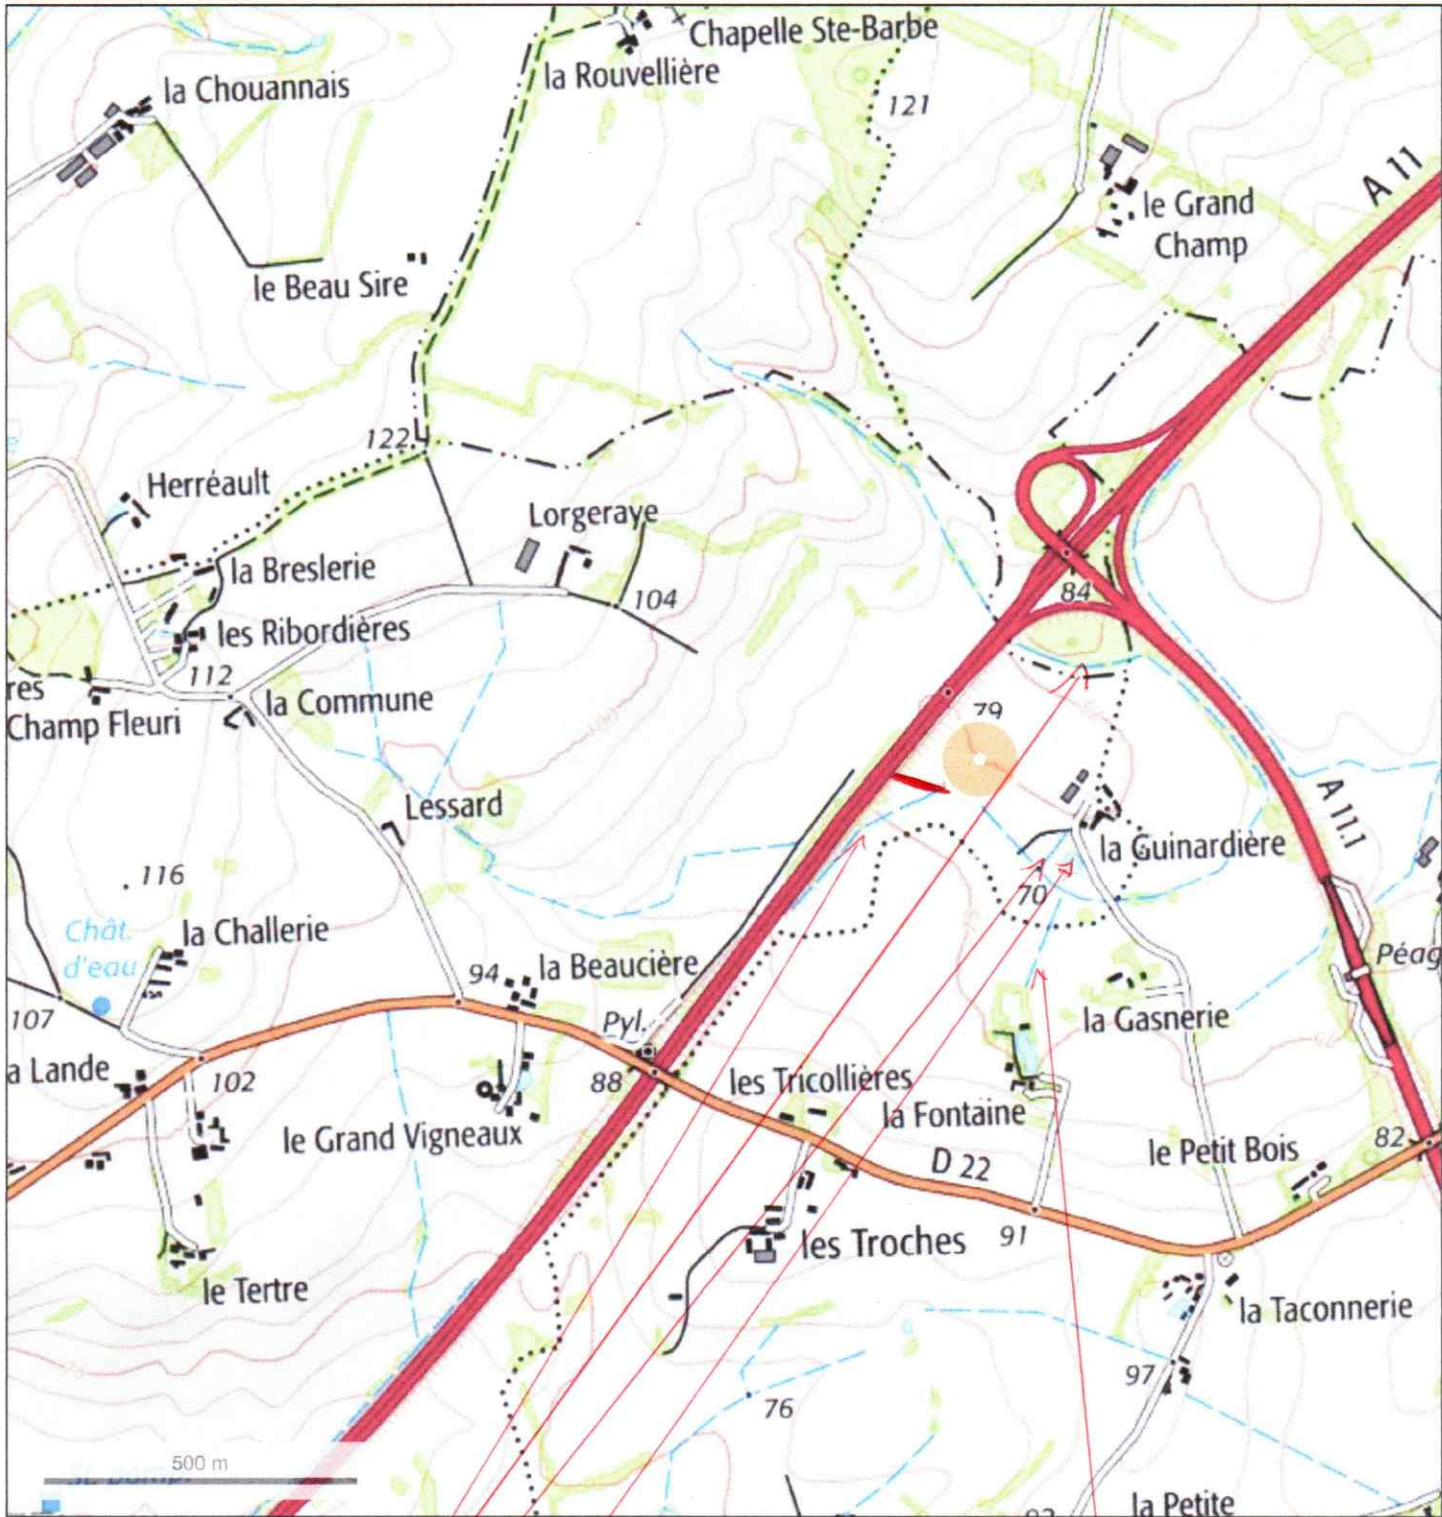 Chapelle Ste-Barbe
la Rouvellière
la Chouannais
121
A 11
le Grand
Champ
le Beau Sire
122
Herréault
Lorgeraye
la Breslerie
84
104
les Ribordières
112
res
la Commune
Champ Fleuri
79
100
75
A 11.1
Lessard
la Guinardière
116
70
Chât.
d'eau
la Challerie
la Beaucière
Péag
94
107
Pyl.
la Gasnerie
a Lande
102
88
les Tricollières
la Fontaine
le Grand Vigneaux
82
D 22
le Petit Bois
les Troches
91
le Tertre
la Taconnerie
97
76
500 m
la Petite